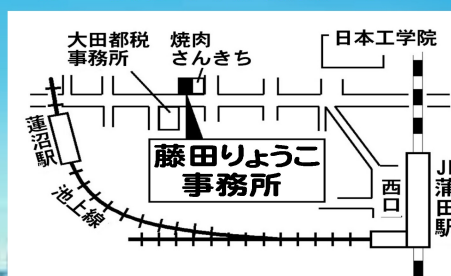 大田都税
事務所
焼肉
さんきち
日本工学院
蓮沼駅
池上線
藤田りょうこ
事務所
西口
JR蒲田駅